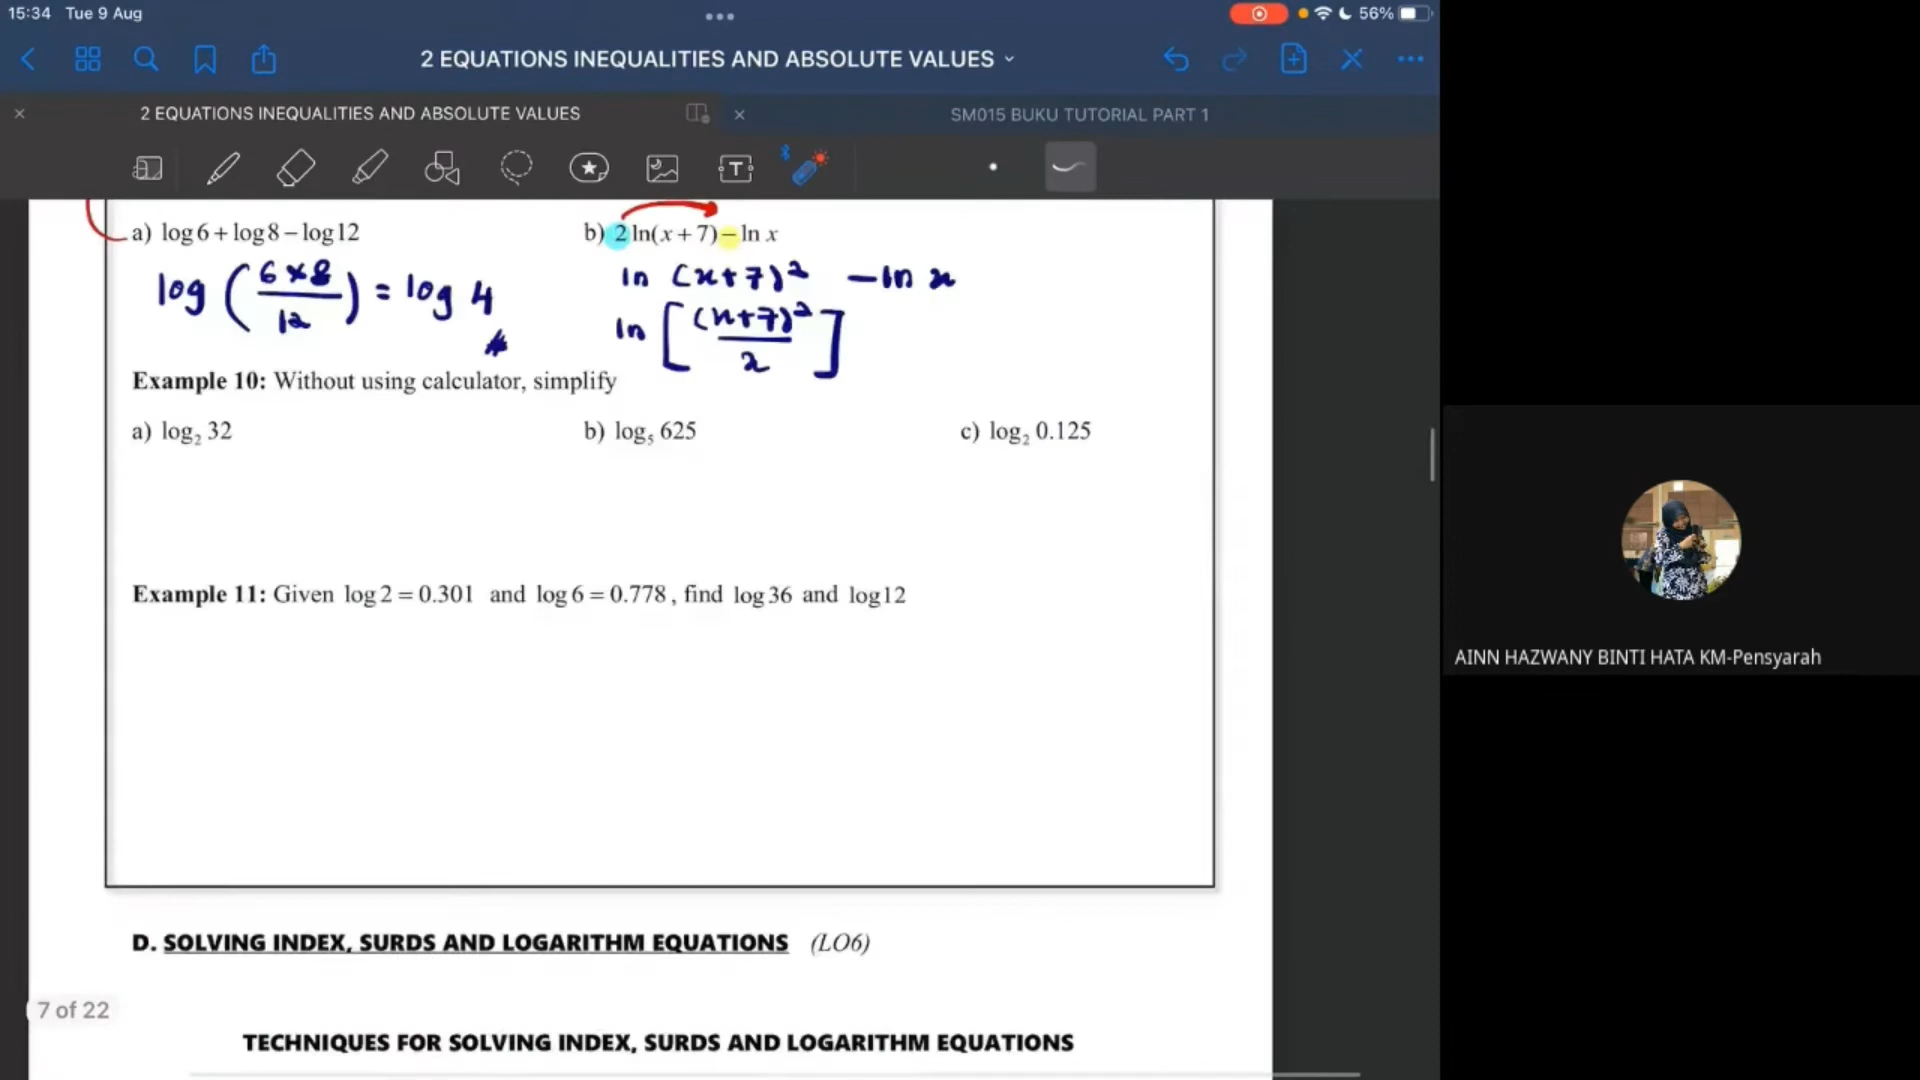 15:34 Tue 9 Aug
56%
2 EQUATIONS INEQUALITIES AND ABSOLUTE VALUES
2 EQUATIONS INEQUALITIES AND ABSOLUTE VALUES
SM015 BUKU TUTORIAL PART 1
a) log 6 + log 8 – log 12
b) 2 ln(x + 7) – ln x
log (6 x 8 / 12) = log 4
ln (x+7)² – ln x
ln [(x+7)² / x]
Example 10: Without using calculator, simplify
a) log₂ 32
b) log₅ 625
c) log₂ 0.125
Example 11: Given log 2 = 0.301 and log 6 = 0.778, find log 36 and log 12
D. SOLVING INDEX, SURDS AND LOGARITHM EQUATIONS (LO6)
7 of 22
TECHNIQUES FOR SOLVING INDEX, SURDS AND LOGARITHM EQUATIONS
AINN HAZWANY BINTI HATA KM-Pensyarah